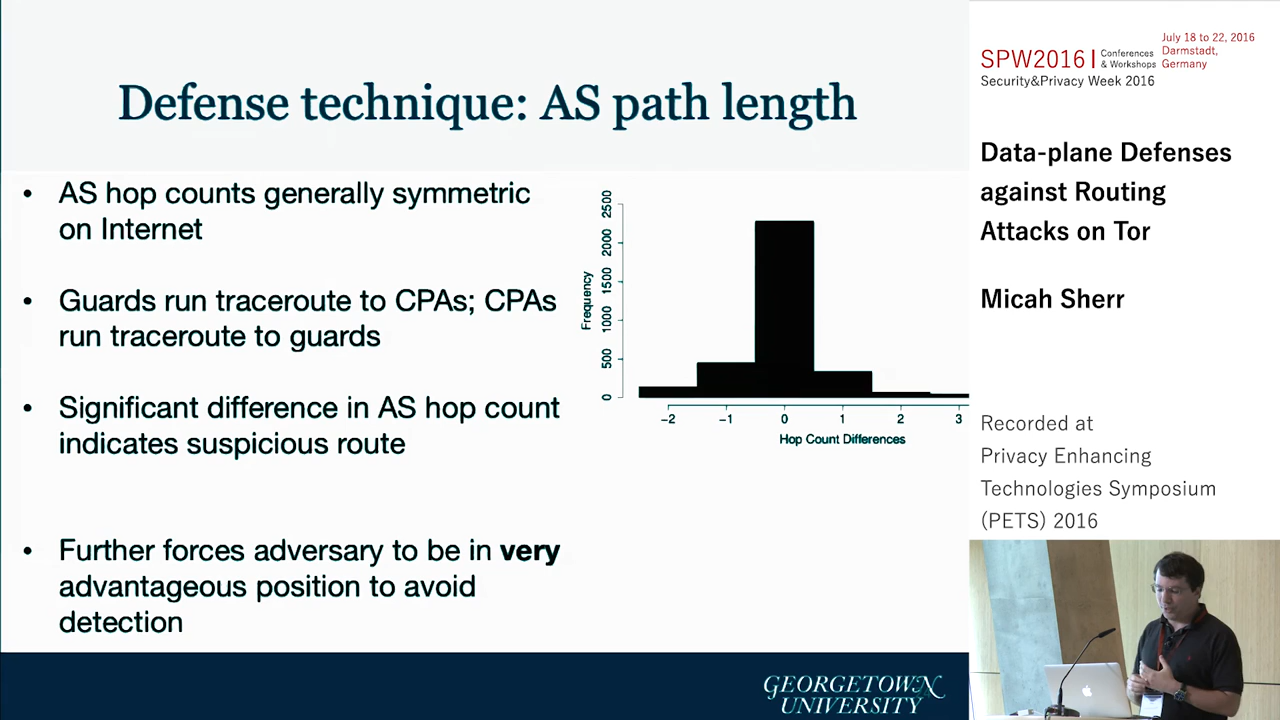 Defense technique: AS path length
• AS hop counts generally symmetric
on Internet
• Guards run traceroute to CPAs; CPAs
run traceroute to guards
• Significant difference in AS hop count
indicates suspicious route
• Further forces adversary to be in very
advantageous position to avoid
detection
Frequency
2500
2000
1500
1000
500
0
−2 −1 0 1 2 3
Hop Count Differences
GEORGETOWN
UNIVERSITY
SPW2016 | Conferences
& Workshops
July 18 to 22, 2016
Darmstadt,
Germany
Security&Privacy Week 2016
Data-plane Defenses
against Routing
Attacks on Tor
Micah Sherr
Recorded at
Privacy Enhancing
Technologies Symposium
(PETS) 2016